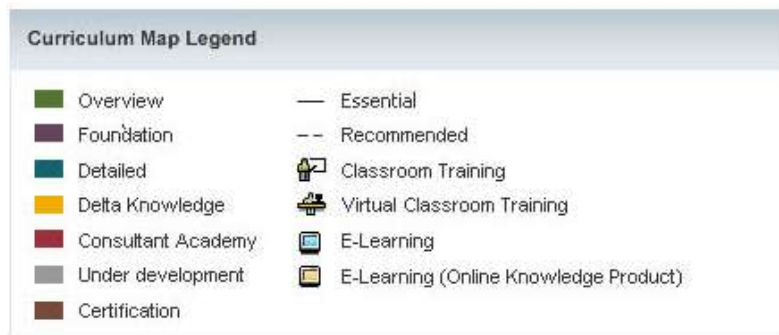 Curriculum Map Legend
Overview
Foundation
Detailed
Delta Knowledge
Consultant Academy
Under development
Certification
Essential
Recommended
Classroom Training
Virtual Classroom Training
E-Learning
E-Learning (Online Knowledge Product)